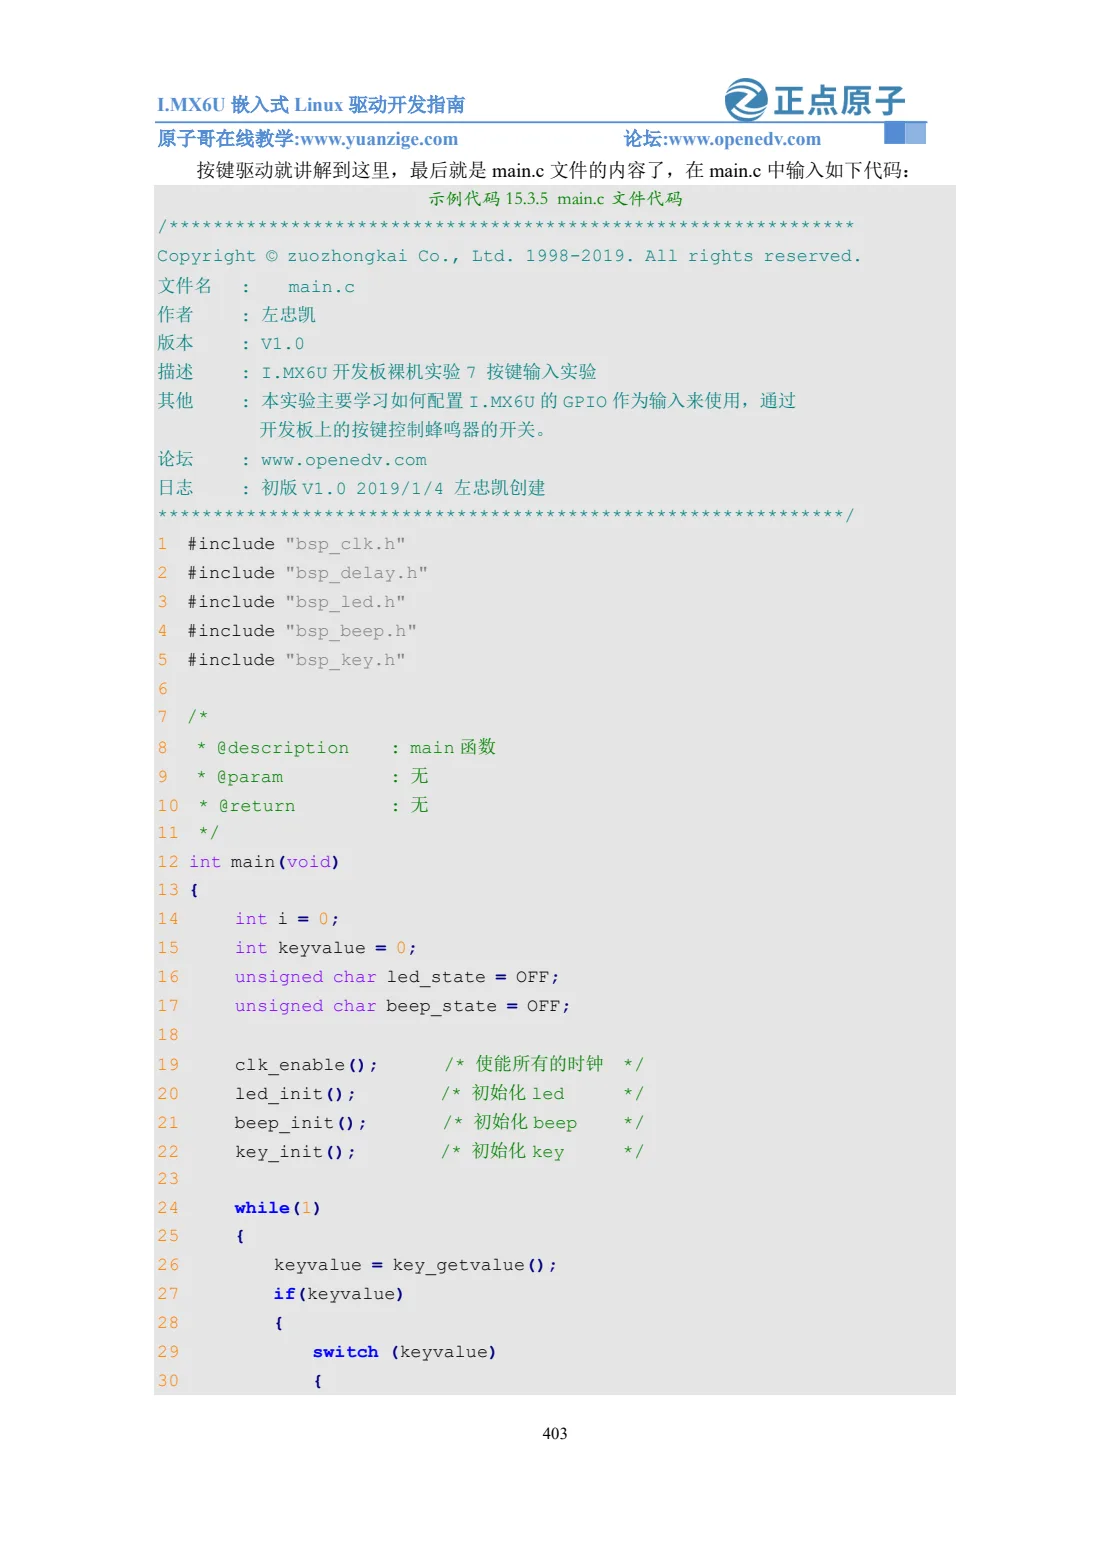 I.MX6U 嵌入式 Linux 驱动开发指南
正点原子
原子哥在线教学:www.yuanzige.com 论坛:www.openedv.com
按键驱动就讲解到这里，最后就是 main.c 文件的内容了，在 main.c 中输入如下代码：
示例代码 15.3.5 main.c 文件代码
/**************************************************************
Copyright © zuozhongkai Co., Ltd. 1998-2019. All rights reserved.
文件名 : main.c
作者 : 左忠凯
版本 : V1.0
描述 : I.MX6U 开发板裸机实验 7 按键输入实验
其他 : 本实验主要学习如何配置 I.MX6U 的 GPIO 作为输入来使用，通过
开发板上的按键控制蜂鸣器的开关。
论坛 : www.openedv.com
日志 : 初版 V1.0 2019/1/4 左忠凯创建
**************************************************************/
1 #include "bsp_clk.h"
2 #include "bsp_delay.h"
3 #include "bsp_led.h"
4 #include "bsp_beep.h"
5 #include "bsp_key.h"
6
7 /*
8 * @description : main 函数
9 * @param : 无
10 * @return : 无
11 */
12 int main(void)
13 {
14 int i = 0;
15 int keyvalue = 0;
16 unsigned char led_state = OFF;
17 unsigned char beep_state = OFF;
18
19 clk_enable(); /* 使能所有的时钟 */
20 led_init(); /* 初始化 led */
21 beep_init(); /* 初始化 beep */
22 key_init(); /* 初始化 key */
23
24 while(1)
25 {
26 keyvalue = key_getvalue();
27 if(keyvalue)
28 {
29 switch (keyvalue)
30 {
403